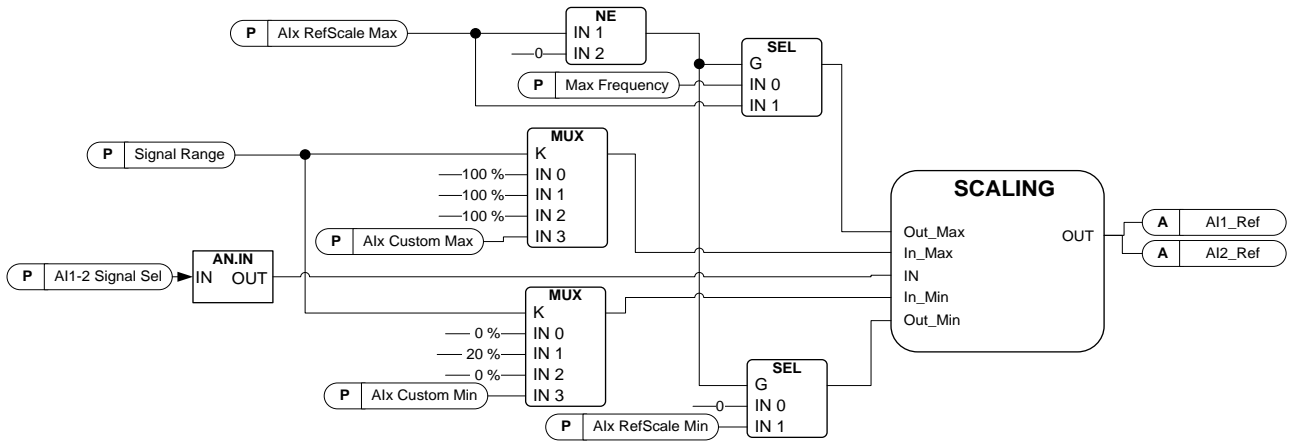 NE
P AIx RefScale Max
IN 1
0 IN 2
SEL
G
P Max Frequency
IN 0
IN 1
MUX
P Signal Range
K
100 % IN 0
100 % IN 1
100 % IN 2
P AIx Custom Max
IN 3
SCALING
Out_Max
In_Max
IN
In_Min
Out_Min
OUT
A AI1_Ref
A AI2_Ref
AN.IN
P AI1-2 Signal Sel
IN OUT
MUX
K
0 % IN 0
20 % IN 1
0 % IN 2
P AIx Custom Min
IN 3
SEL
G
0 IN 0
P AIx RefScale Min
IN 1